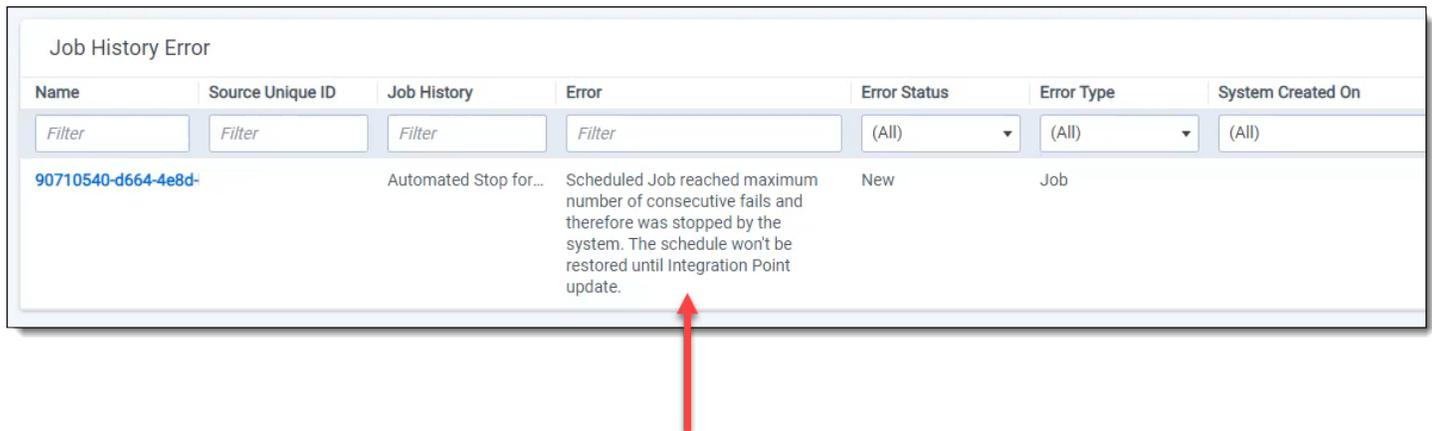 Job History Error
Name Source Unique ID Job History Error Error Status Error Type System Created On
Filter Filter Filter Filter (All) (All) (All)
90710540-d664-4e8d- Automated Stop for... Scheduled Job reached maximum New Job
number of consecutive fails and
therefore was stopped by the
system. The schedule won't be
restored until Integration Point
update.